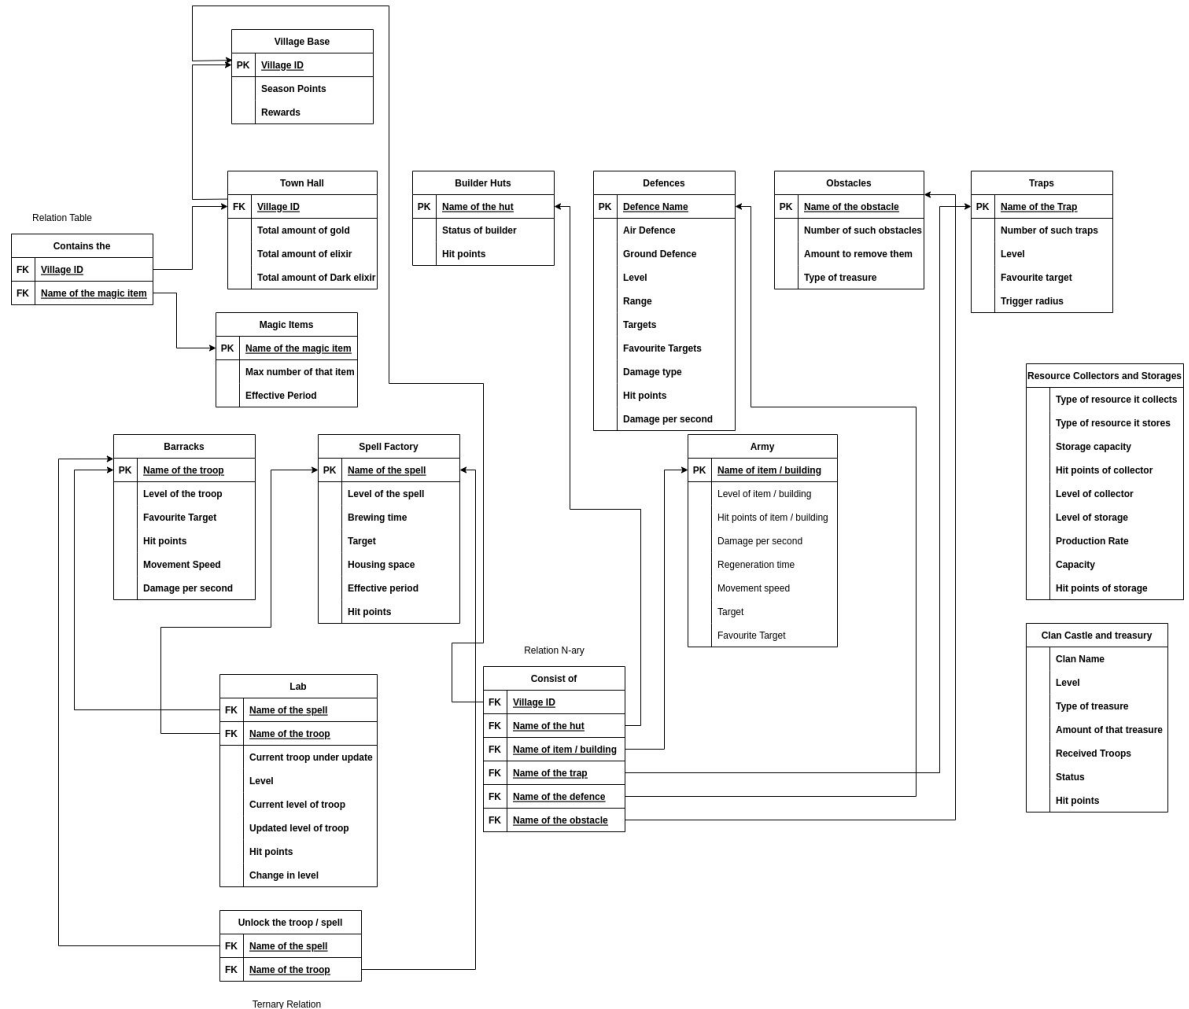 Village Base
PK Village ID
Season Points
Rewards
Town Hall
FK Village ID
Total amount of gold
Total amount of elixir
Total amount of Dark elixir
Builder Huts
PK Name of the hut
Status of builder
Hit points
Defences
PK Defence Name
Air Defence
Ground Defence
Level
Range
Targets
Favourite Targets
Damage type
Hit points
Damage per second
Obstacles
PK Name of the obstacle
Number of such obstacles
Amount to remove them
Type of treasure
Traps
PK Name of the Trap
Number of such traps
Level
Favourite target
Trigger radius
Relation Table
Contains the
FK Village ID
FK Name of the magic item
Magic Items
PK Name of the magic item
Max number of that item
Effective Period
Resource Collectors and Storages
Type of resource it collects
Type of resource it stores
Storage capacity
Hit points of collector
Level of collector
Level of storage
Production Rate
Capacity
Hit points of storage
Barracks
PK Name of the troop
Level of the troop
Favourite Target
Hit points
Movement Speed
Damage per second
Spell Factory
PK Name of the spell
Level of the spell
Brewing time
Target
Housing space
Effective period
Hit points
Army
PK Name of item / building
Level of item / building
Hit points of item / building
Damage per second
Regeneration time
Movement speed
Target
Favourite Target
Clan Castle and treasury
Clan Name
Level
Type of treasure
Amount of that treasure
Received Troops
Status
Hit points
Relation N-ary
Consist of
FK Village ID
FK Name of the hut
FK Name of item / building
FK Name of the trap
FK Name of the defence
FK Name of the obstacle
Lab
FK Name of the spell
FK Name of the troop
Current troop under update
Level
Current level of troop
Updated level of troop
Hit points
Change in level
Unlock the troop / spell
FK Name of the spell
FK Name of the troop
Ternary Relation